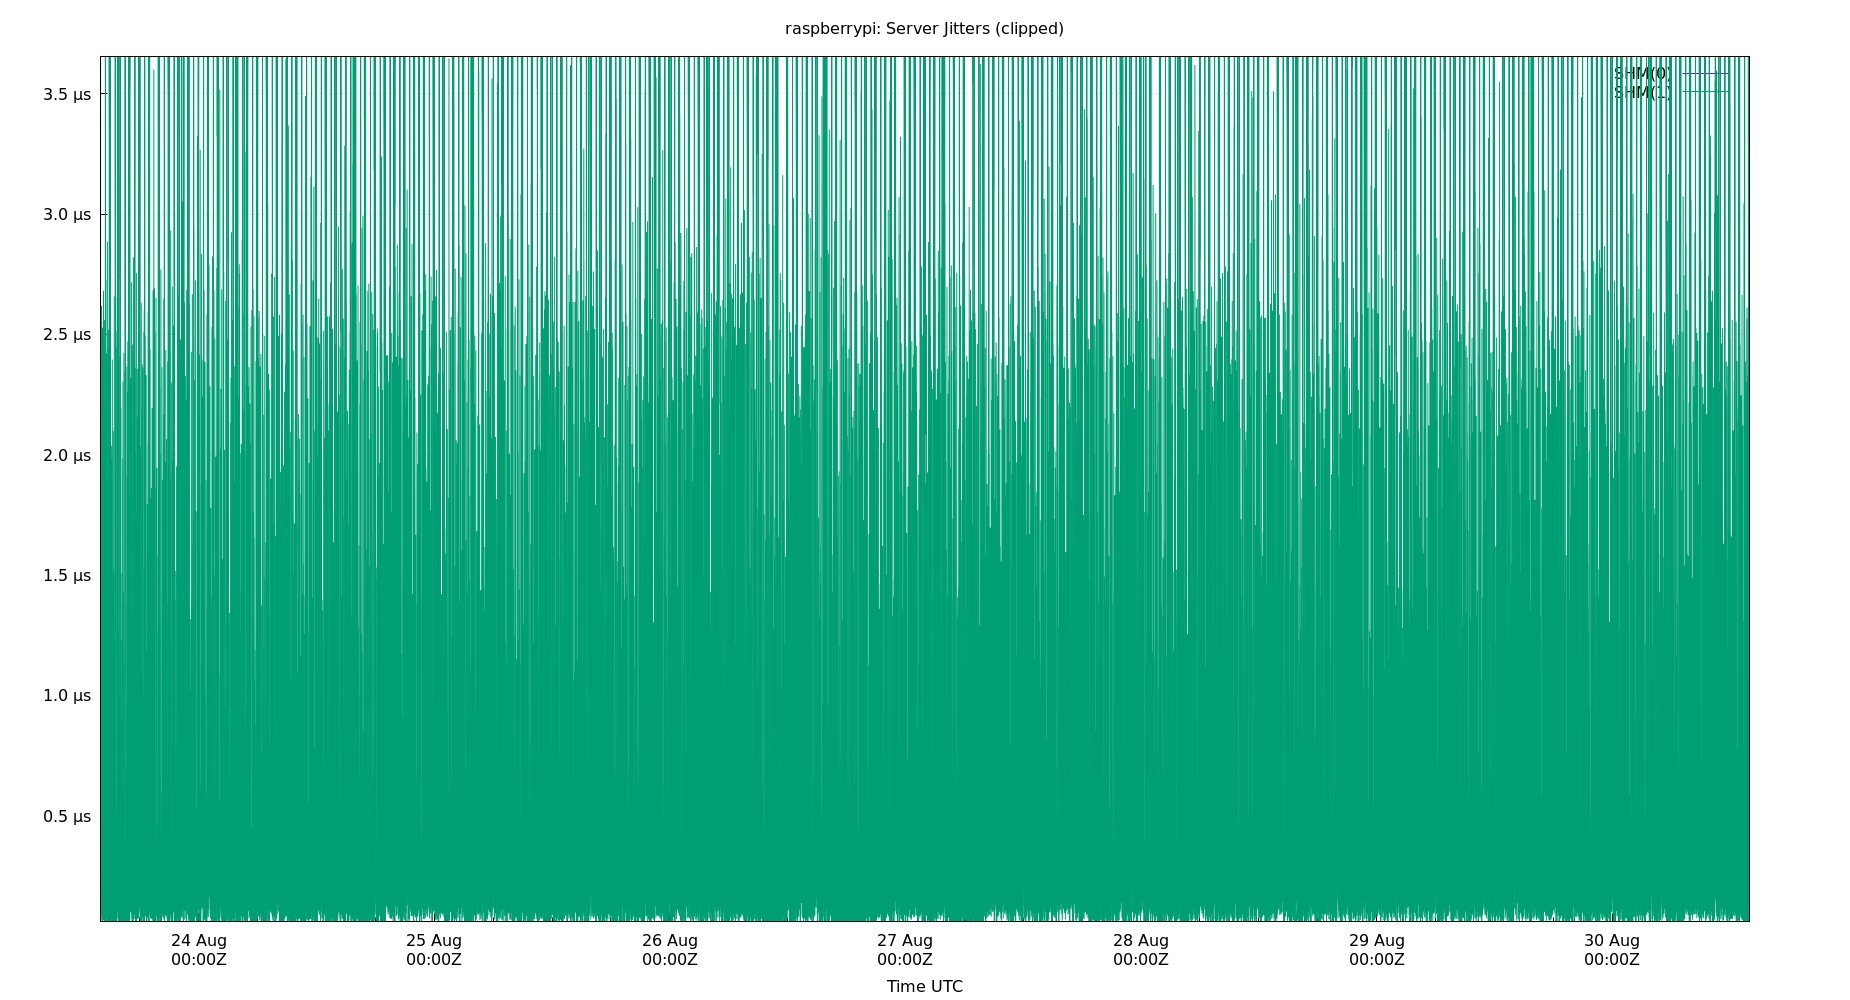 raspberrypi: Server Jitters (clipped)
SHM(0)
SHM(1)
3.5 µs
3.0 µs
2.5 µs
2.0 µs
1.5 µs
1.0 µs
0.5 µs
24 Aug
00:00Z
25 Aug
00:00Z
26 Aug
00:00Z
27 Aug
00:00Z
28 Aug
00:00Z
29 Aug
00:00Z
30 Aug
00:00Z
Time UTC